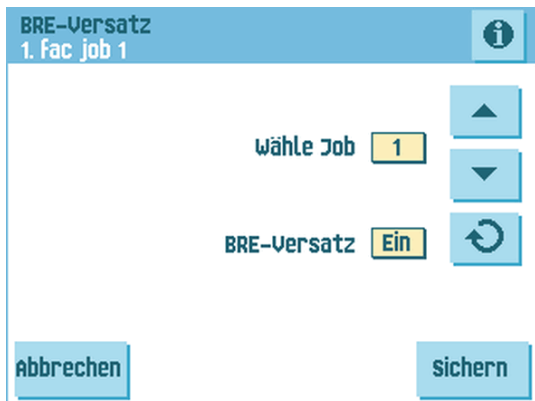 BRE-Versatz
1. Fac job 1
Wähle Job 1
BRE-Versatz Ein
Abbrechen
Sichern